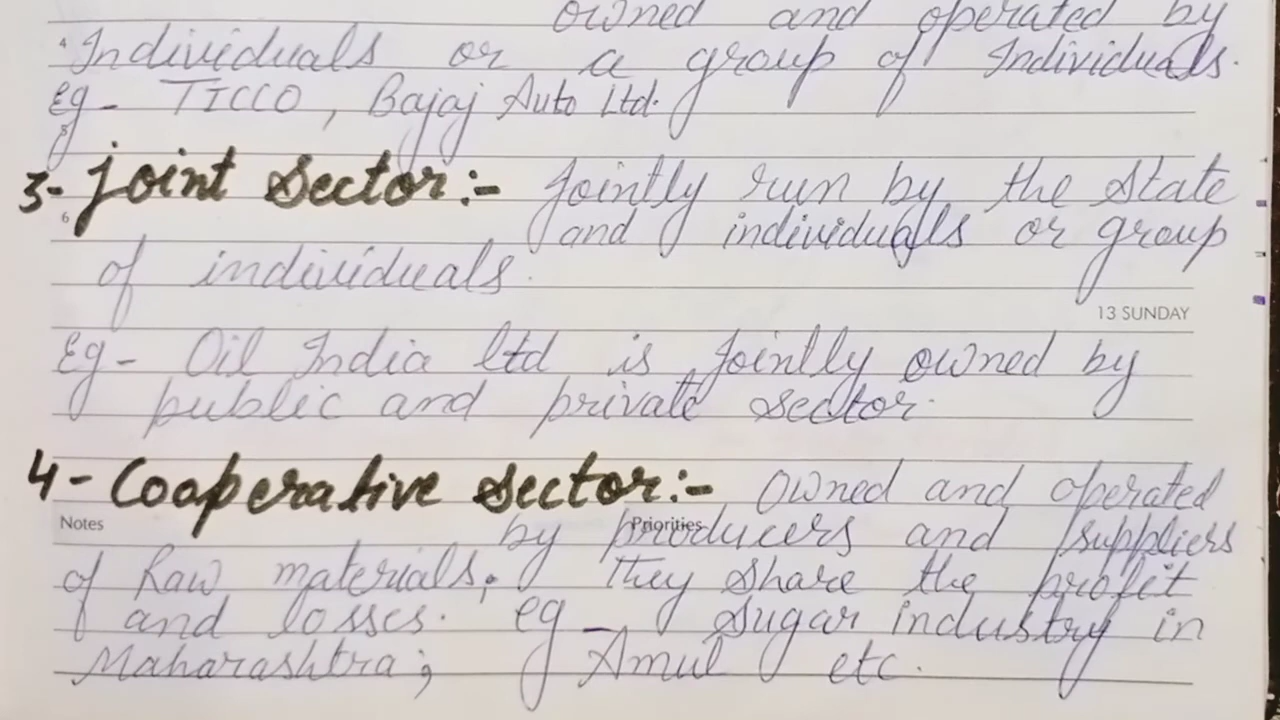 owned and operated by
4
Individuals or a group of Individuals.
Eg- TICCO, Bajaj Auto Ltd.
3- Joint Sector:- Jointly run by the State
6
and individuals or group
of individuals.
13 SUNDAY
Eg- Oil India ltd is Jointly owned by
public and private sector.
4- Cooperative Sector:- Owned and operated
Notes Priorities
by producers and suppliers
of Raw materials. They share the profit
and losses. eg - Sugar industry in
Maharashtra; Amul etc.